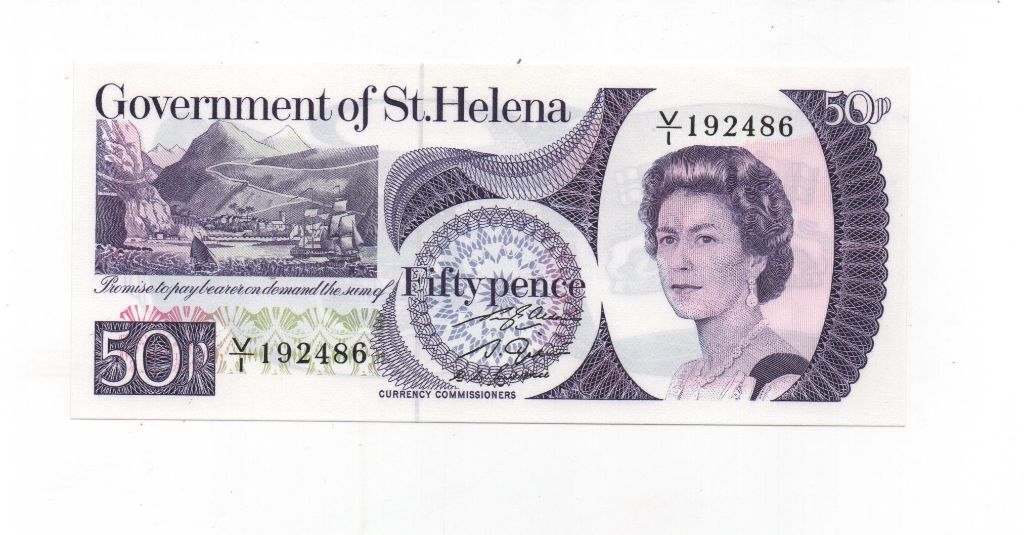 Government of St. Helena
50p
V/1 192486
Promise to pay bearer on demand the sum of
Fifty pence
50p
V/1 192486
CURRENCY COMMISSIONERS